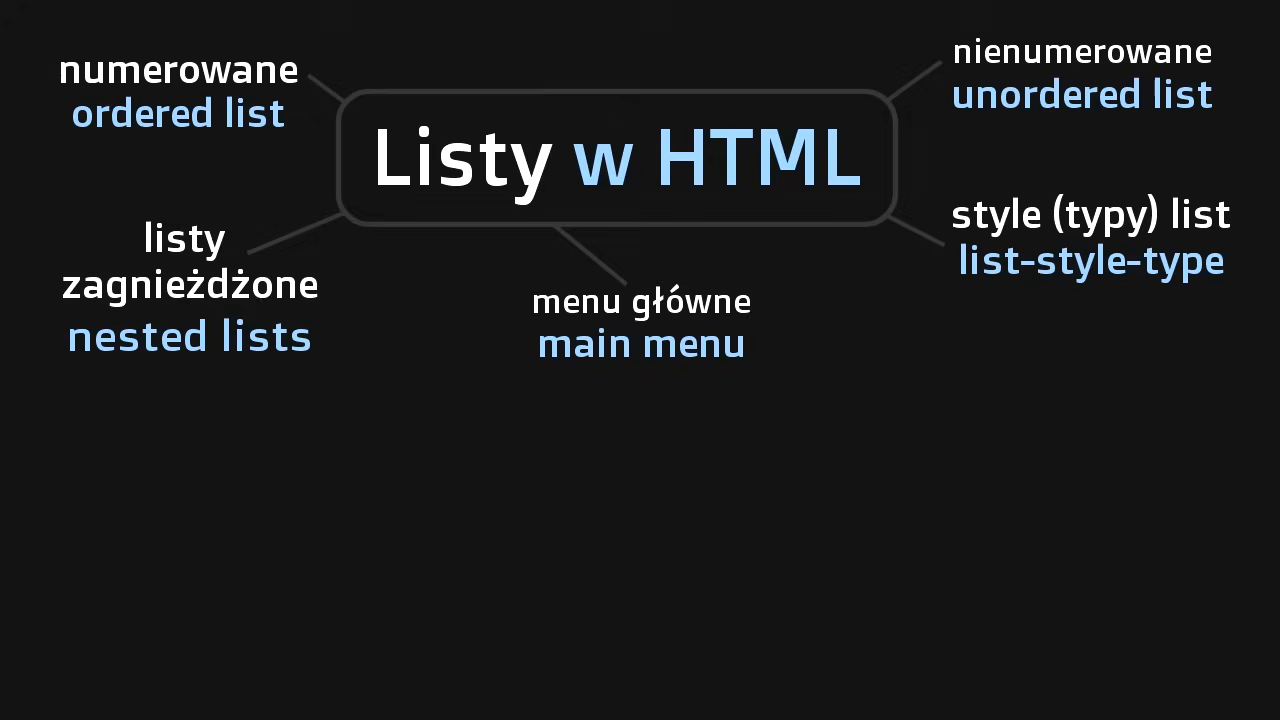 Listy w HTML
numerowane
ordered list
nienumerowane
unordered list
listy
zagnieżdżone
nested lists
menu główne
main menu
style (typy) list
list-style-type